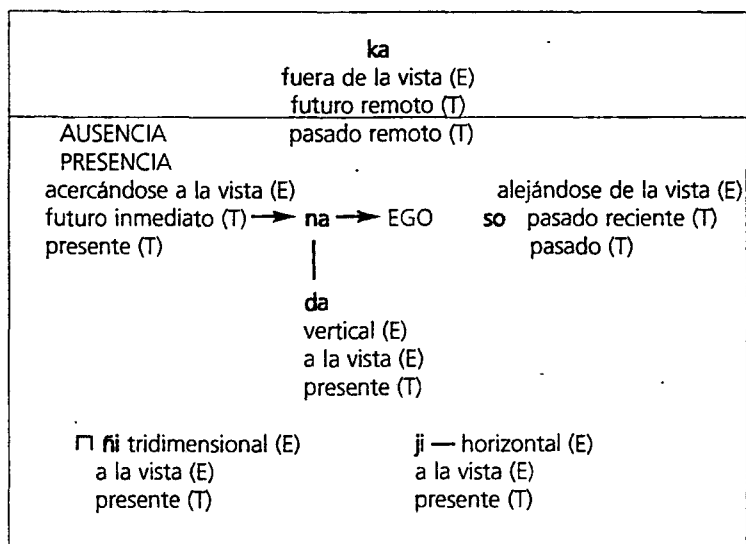 ka
fuera de la vista (E)
futuro remoto (T)
AUSENCIA pasado remoto (T)
PRESENCIA
acercándose a la vista (E) alejándose de la vista (E)
futuro inmediato (T) → na → EGO so pasado reciente (T)
presente (T) pasado (T)
da
vertical (E)
a la vista (E)
presente (T)
ñi tridimensional (E) ji — horizontal (E)
a la vista (E) a la vista (E)
presente (T) presente (T)